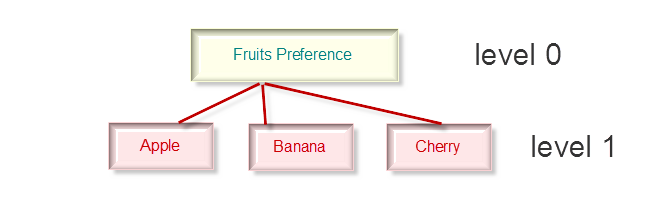 Fruits Preference
level 0
Apple
Banana
Cherry
level 1